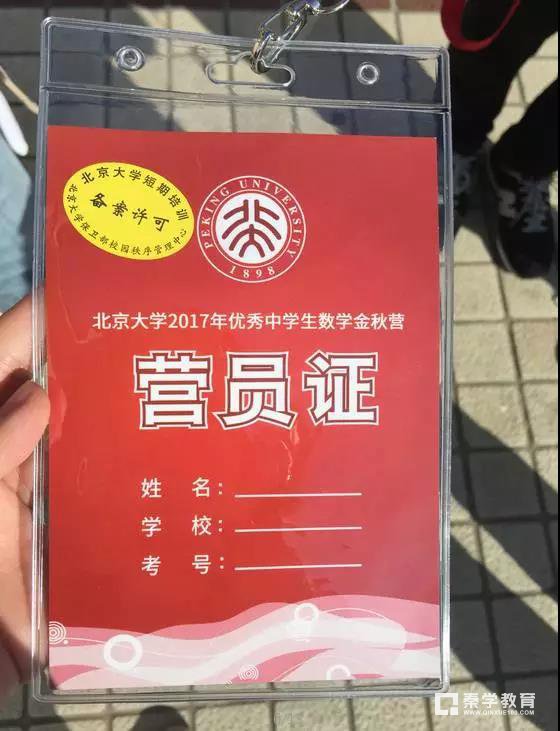 北京大学短期培训
备案许可
北京大学保卫部校园秩序管理中心
PEKING UNIVERSITY
1898
北京大学2017年优秀中学生数学金秋营
营员证
姓 名:
学 校:
考 号:
秦学教育
WWW.QINXUE100.COM